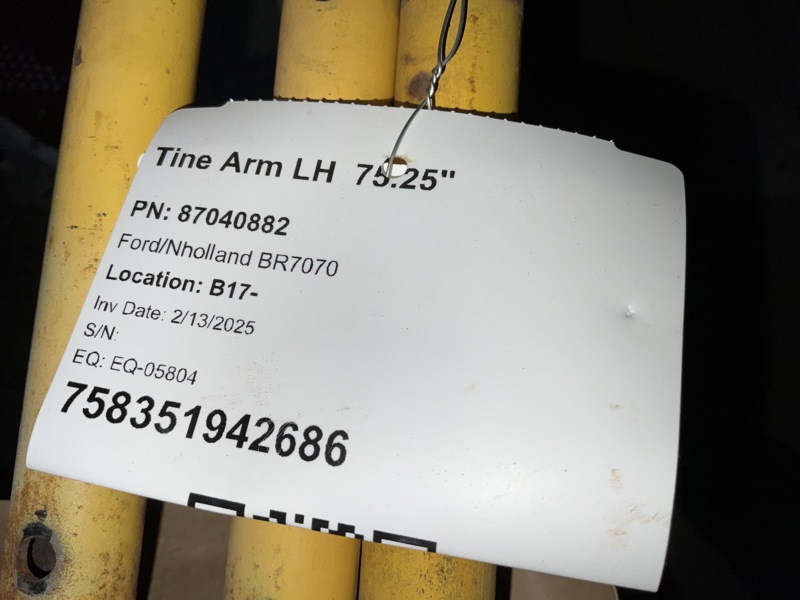 Tine Arm LH 75.25"
PN: 87040882
Ford/Nholland BR7070
Location: B17-
Inv Date: 2/13/2025
S/N:
EQ: EQ-05804
758351942686